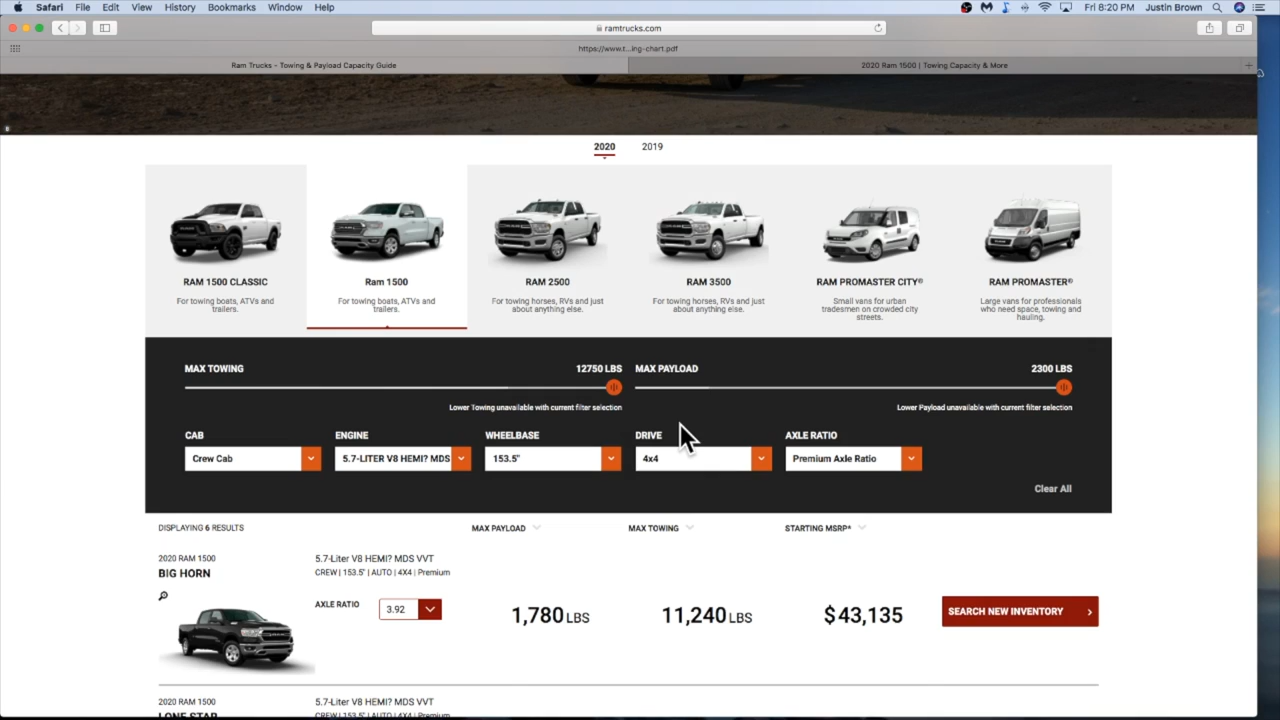 Safari File Edit View History Bookmarks Window Help
Fri 8:20 PM Justin Brown
ramtrucks.com
https://www.t...ing-chart.pdf
Ram Trucks – Towing & Payload Capacity Guide
2020 Ram 1500 | Towing Capacity & More
2020 2019
RAM 1500 CLASSIC
For towing boats, ATVs and
trailers.
Ram 1500
For towing boats, ATVs and
trailers.
RAM 2500
For towing horses, RVs and just
about anything else.
RAM 3500
For towing horses, RVs and just
about anything else.
RAM PROMASTER CITY®
Small vans for urban
tradesmen on crowded city
streets.
RAM PROMASTER®
Large vans for professionals
who need space, towing and
hauling.
MAX TOWING 12750 LBS
Lower Towing unavailable with current filter selection
MAX PAYLOAD 2300 LBS
Lower Payload unavailable with current filter selection
CAB ENGINE WHEELBASE DRIVE AXLE RATIO
Crew Cab 5.7-LITER V8 HEMI? MDS 153.5" 4x4 Premium Axle Ratio
Clear All
DISPLAYING 6 RESULTS MAX PAYLOAD MAX TOWING STARTING MSRP*
2020 RAM 1500
BIG HORN
5.7-Liter V8 HEMI? MDS VVT
CREW | 153.5" | AUTO | 4X4 | Premium
AXLE RATIO 3.92
1,780 LBS 11,240 LBS $43,135 SEARCH NEW INVENTORY
2020 RAM 1500
LONE STAR
5.7-Liter V8 HEMI? MDS VVT
CREW | 153.5" | AUTO | 4X4 | Premium